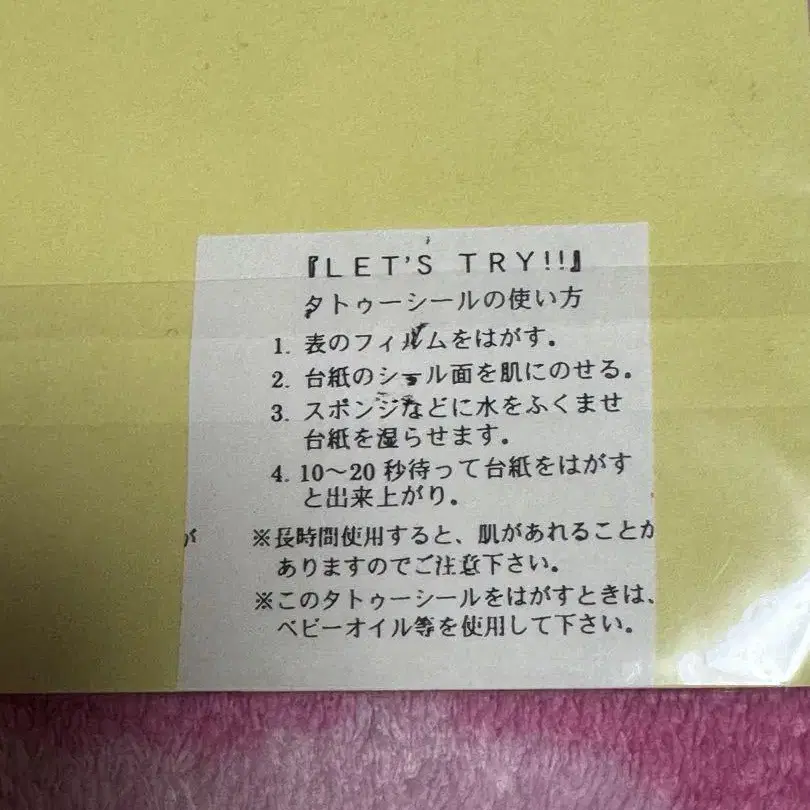 『LET'S TRY!!』
タトゥーシールの使い方
1. 表のフィルムをはがす。
2. 台紙のシール面を肌にのせる。
3. スポンジなどに水をふくませ
台紙を湿らせます。
4. 10〜20 秒待って台紙をはがす
と出来上がり。
※長時間使用すると、肌があれることが
ありますのでご注意下さい。
※このタトゥーシールをはがすときは、
ベビーオイル等を使用して下さい。